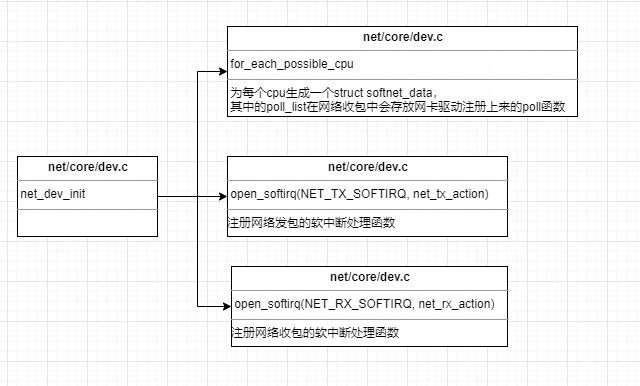 net/core/dev.c
for_each_possible_cpu
为每个cpu生成一个struct softnet_data,
其中的poll_list在网络收包中会存放网卡驱动注册上来的poll函数
net/core/dev.c
net_dev_init
net/core/dev.c
open_softirq(NET_TX_SOFTIRQ, net_tx_action)
注册网络发包的软中断处理函数
net/core/dev.c
open_softirq(NET_RX_SOFTIRQ, net_rx_action)
注册网络收包的软中断处理函数